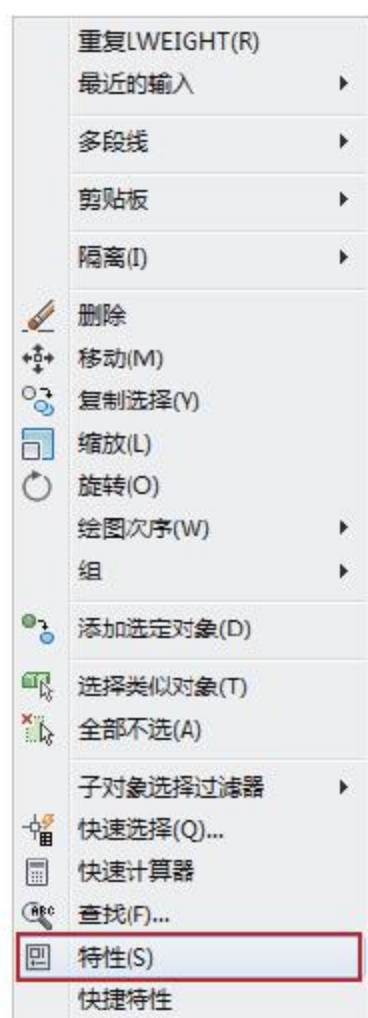 重复LWEIGHT(R)
最近的输入
多段线
剪贴板
隔离(I)
删除
移动(M)
复制选择(Y)
缩放(L)
旋转(O)
绘图次序(W)
组
添加选定对象(D)
选择类似对象(T)
全部不选(A)
子对象选择过滤器
快速选择(Q)...
快速计算器
ABC
查找(F)...
特性(S)
快捷特性